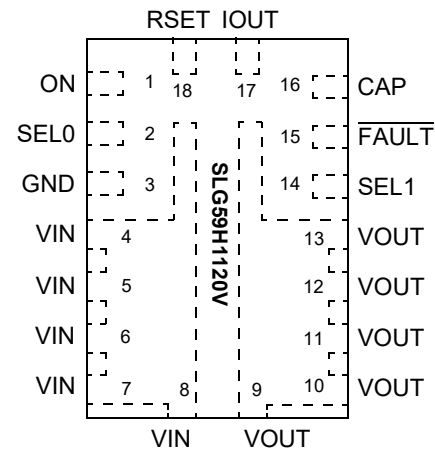 RSET IOUT
ON 1 18 17 16 CAP
SEL0 2 15 FAULT
GND 3 14 SEL1
SLG59H1120V
VIN 4 13 VOUT
VIN 5 12 VOUT
VIN 6 11 VOUT
VIN 7 8 9 10 VOUT
VIN VOUT